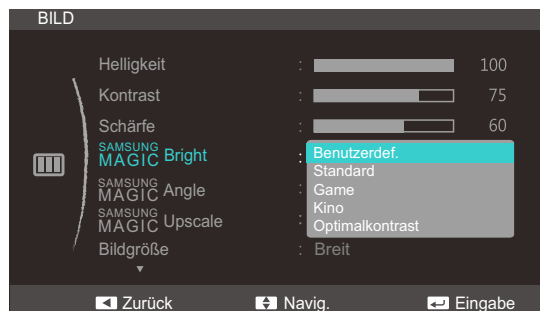 BILD
Helligkeit : 100
Kontrast : 75
Schärfe : 60
SAMSUNG MAGIC Bright : Benutzerdef.
Standard
SAMSUNG MAGIC Angle : Game
Kino
SAMSUNG MAGIC Upscale : Optimalkontrast
Bildgröße : Breit
Zurück Navig. Eingabe